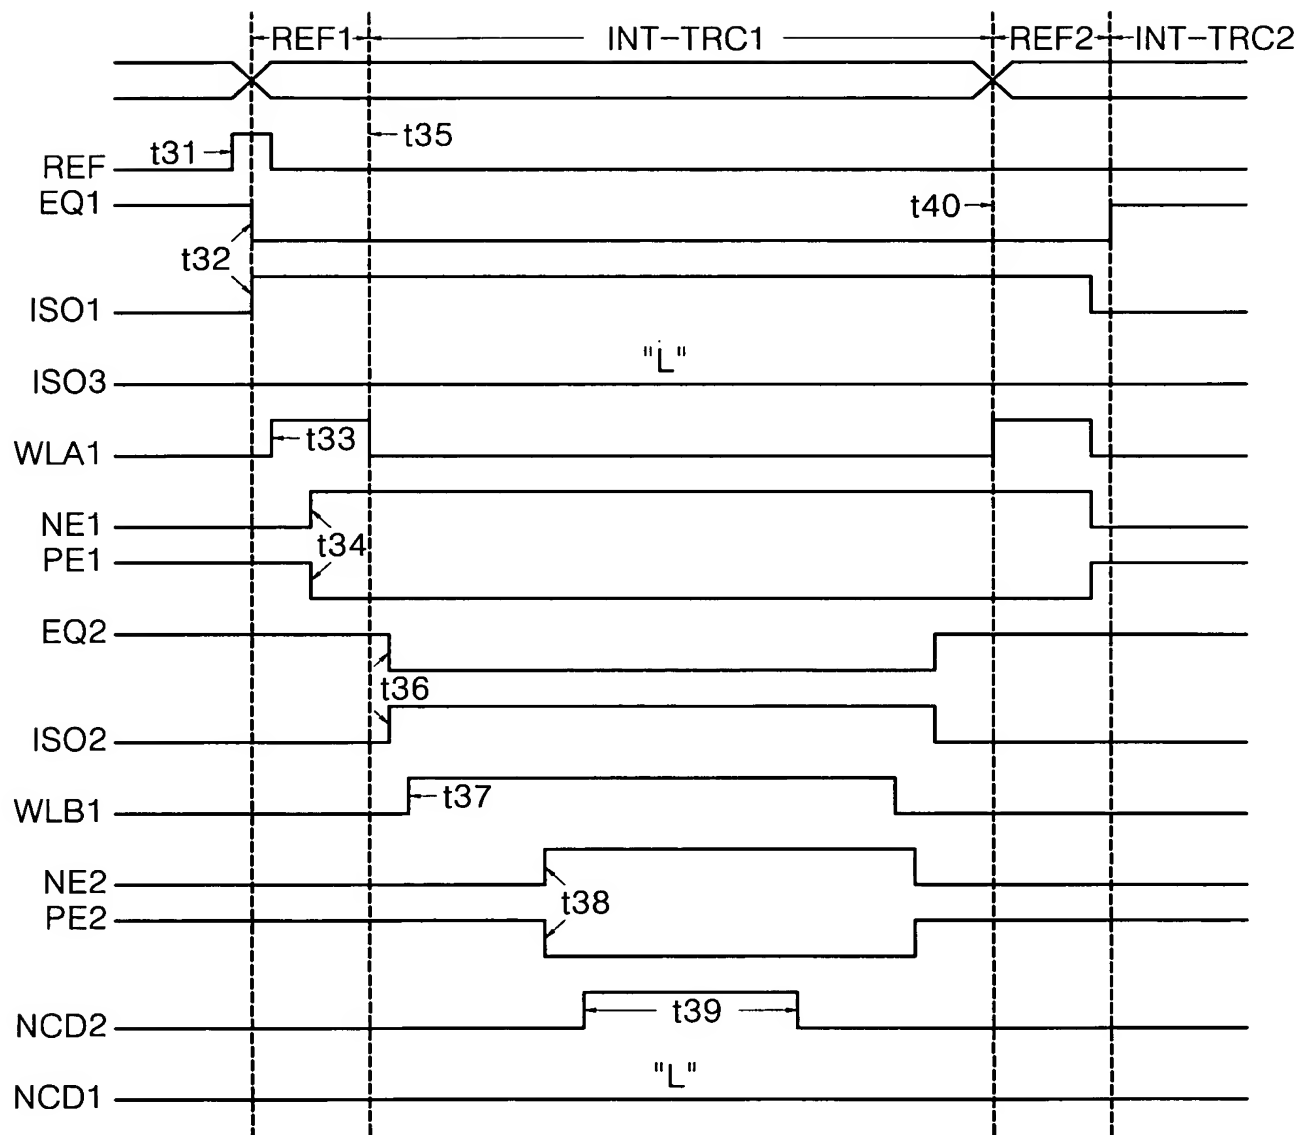 REF1 INT-TRC1 REF2 INT-TRC2
t35
t31
REF
EQ1
t40
t32
ISO1
"L"
ISO3
t33
WLA1
NE1
t34
PE1
EQ2
t36
ISO2
t37
WLB1
NE2
t38
PE2
t39
NCD2
"L"
NCD1